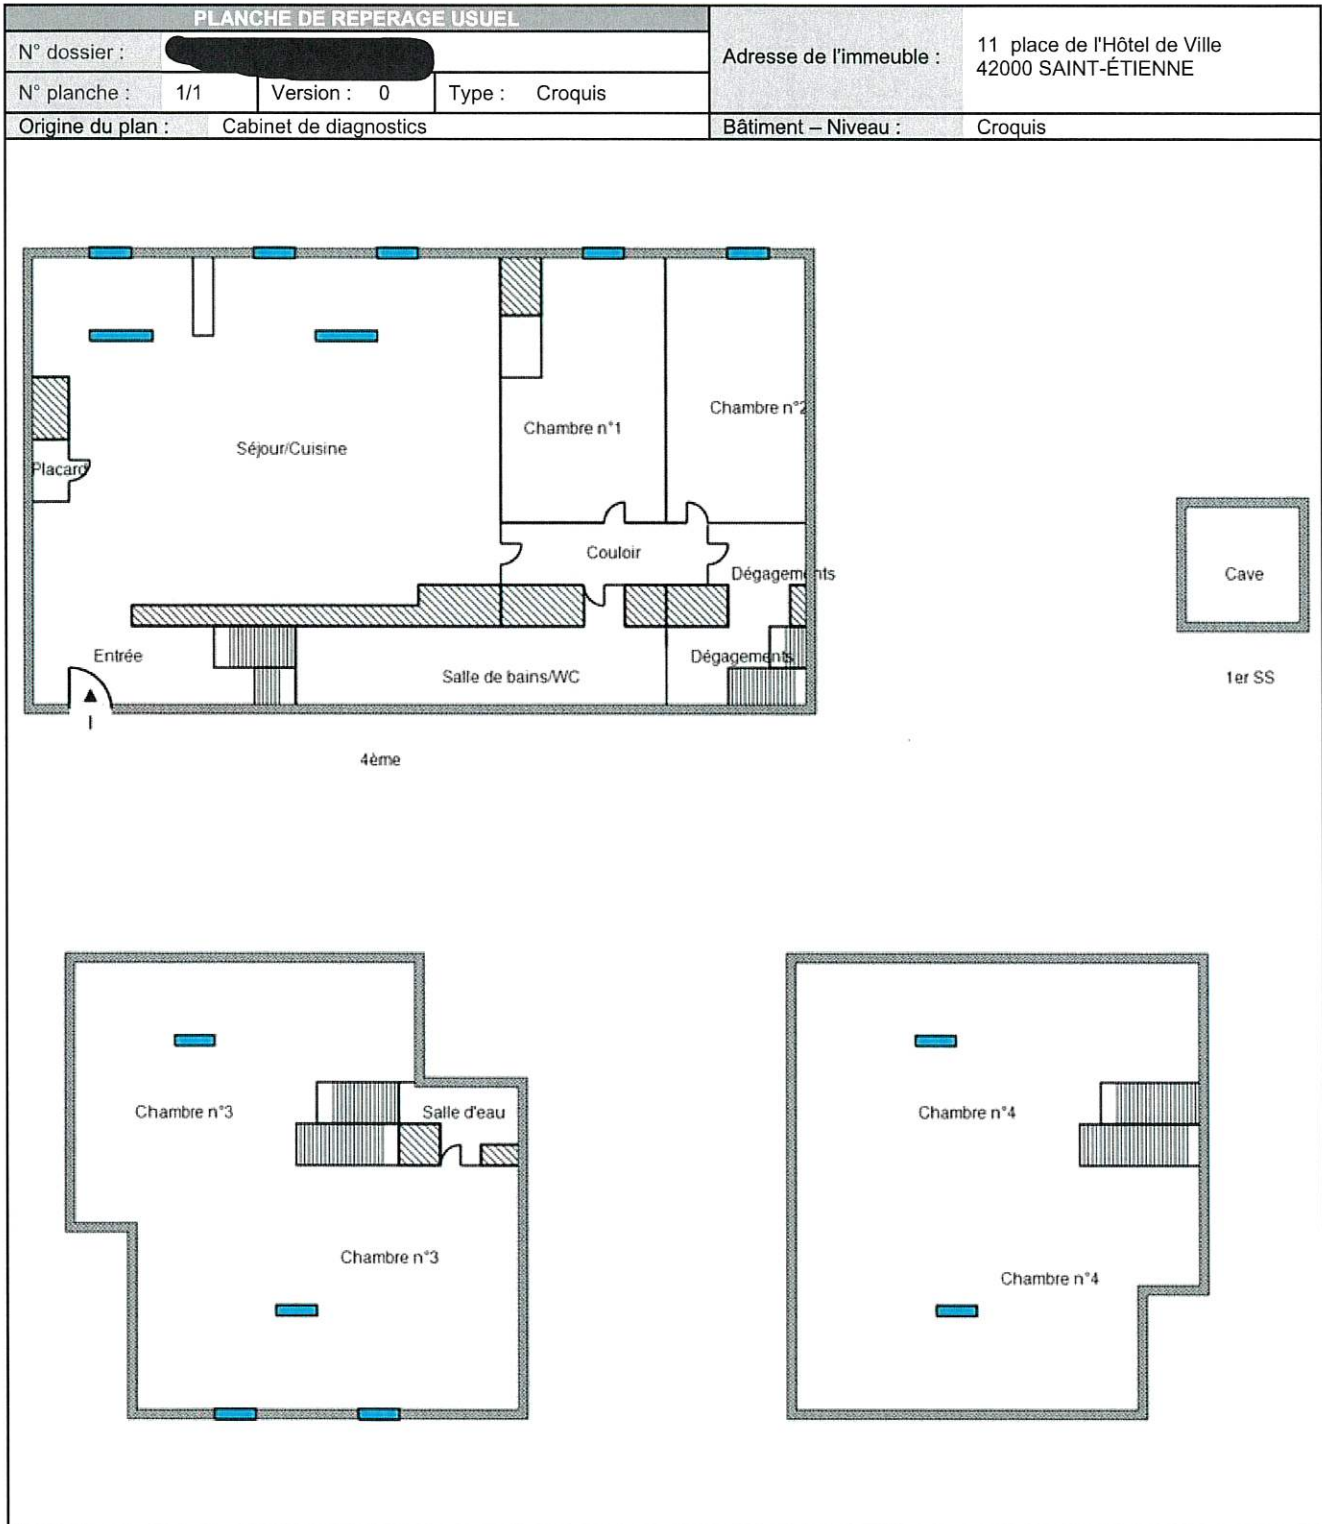 PLANCHE DE REPERAGE USUEL
N° dossier :
Adresse de l'immeuble :
11 place de l'Hôtel de Ville
42000 SAINT-ÉTIENNE
N° planche : 1/1 Version : 0 Type : Croquis
Origine du plan : Cabinet de diagnostics
Bâtiment – Niveau : Croquis
Chambre n°2
Chambre n°1
Séjour/Cuisine
Placard
Couloir
Dégagements
Cave
Entrée
Dégagements
Salle de bains/WC
1er SS
4ème
Chambre n°3
Salle d'eau
Chambre n°4
Chambre n°3
Chambre n°4